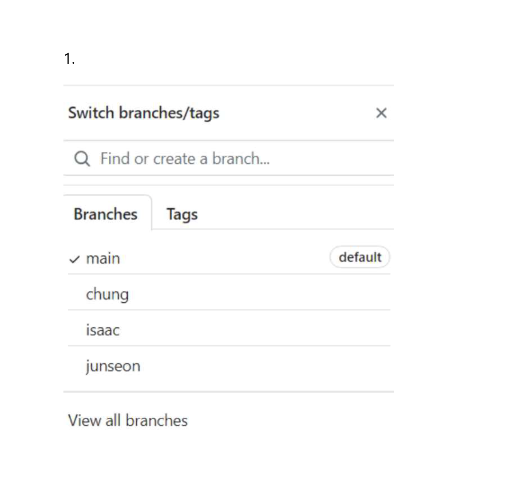 1.
Switch branches/tags
Find or create a branch...
Branches Tags
main default
chung
isaac
junseon
View all branches